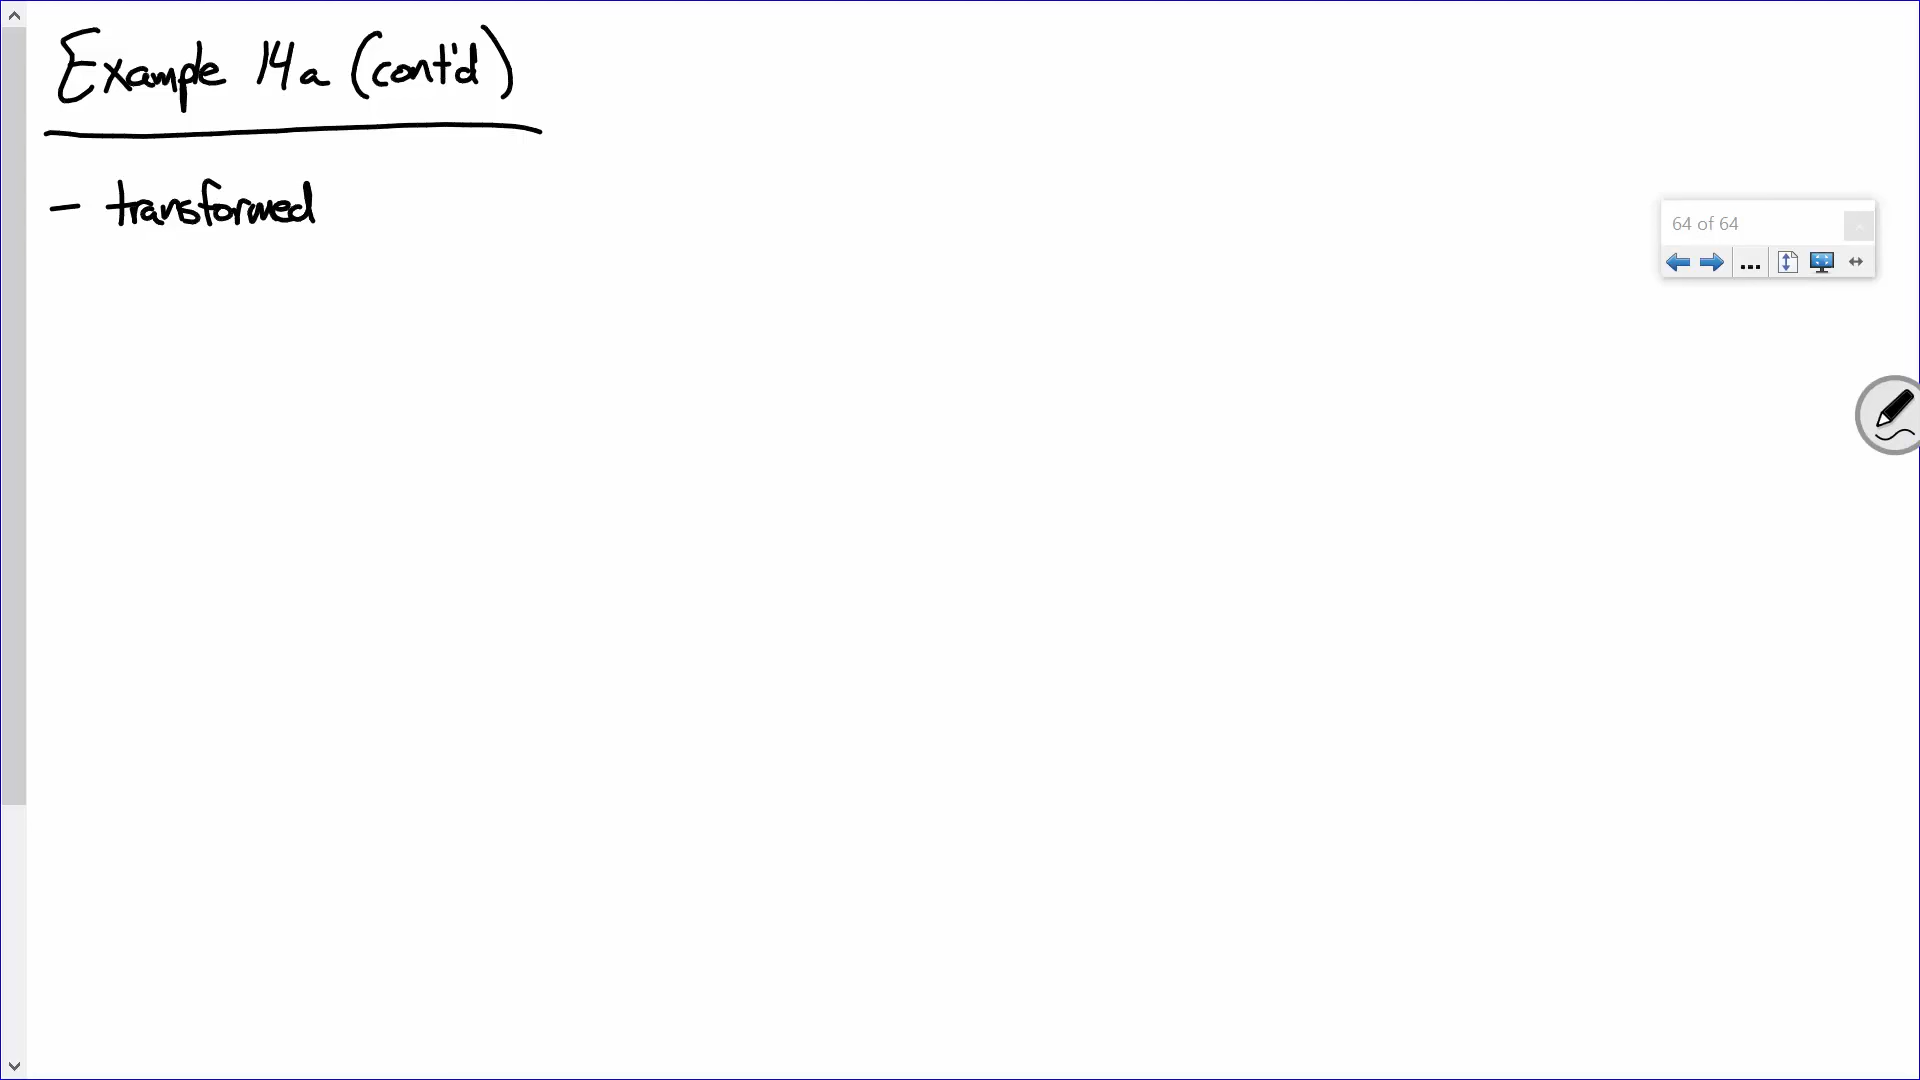 Example 14a (cont'd)
- transformed
64 of 64